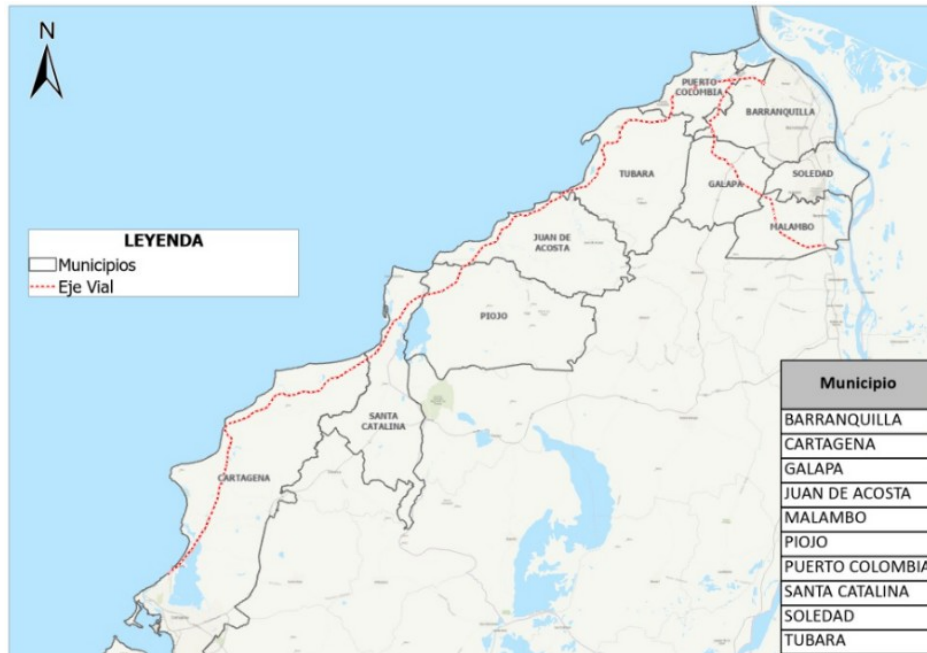 N
PUERTO
COLOMBIA
BARRANQUILLA
TUBARA
GALAPA
SOLEDAD
MALAMBO
JUAN DE
ACOSTA
PIOJO
SANTA
CATALINA
CARTAGENA
LEYENDA
Municipios
Eje Vial
Municipio
BARRANQUILLA
CARTAGENA
GALAPA
JUAN DE ACOSTA
MALAMBO
PIOJO
PUERTO COLOMBIA
SANTA CATALINA
SOLEDAD
TUBARA